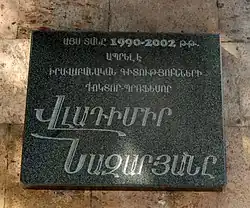 ԱՅՍ ՏԱՆԸ 1990-2002 ԹԹ.
ԱՊՐԵԼ Է
ԻՐԱՎԱԲԱՆԱԿԱՆ ԳԻՏՈՒԹՅՈՒՆՆԵՐԻ
ԴՈԿՏՈՐ-ՊՐՈՖԵՍՈՐ
ՎԼԱԴԻՄԻՐ
ՆԱԶԱՐՅԱՆԸ